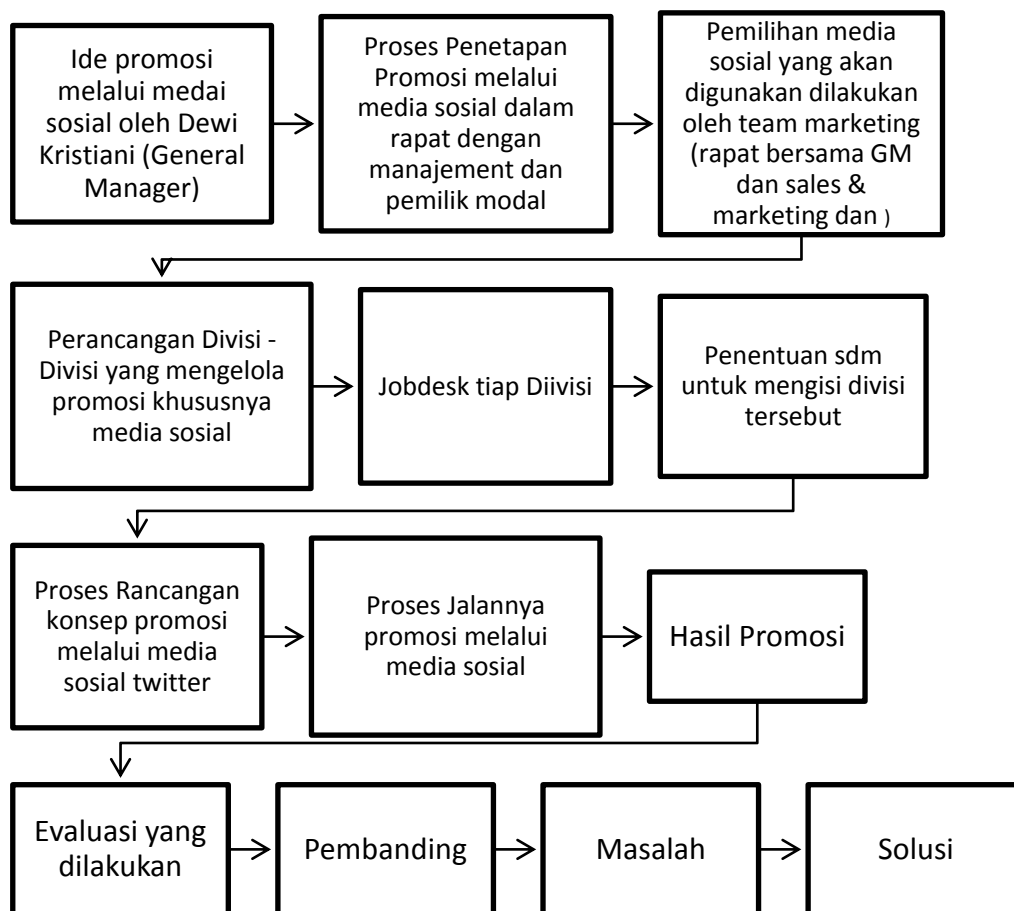 Ide promosi
melalui medai
sosial oleh Dewi
Kristiani (General
Manager)
Proses Penetapan
Promosi melalui
media sosial dalam
rapat dengan
manajement dan
pemilik modal
Pemilihan media
sosial yang akan
digunakan dilakukan
oleh team marketing
(rapat bersama GM
dan sales &
marketing dan )
Perancangan Divisi -
Divisi yang mengelola
promosi khususnya
media sosial
Jobdesk tiap Diivisi
Penentuan sdm
untuk mengisi divisi
tersebut
Proses Rancangan
konsep promosi
melalui media
sosial twitter
Proses Jalannya
promosi melalui
media sosial
Hasil Promosi
Evaluasi yang
dilakukan
Pembanding
Masalah
Solusi